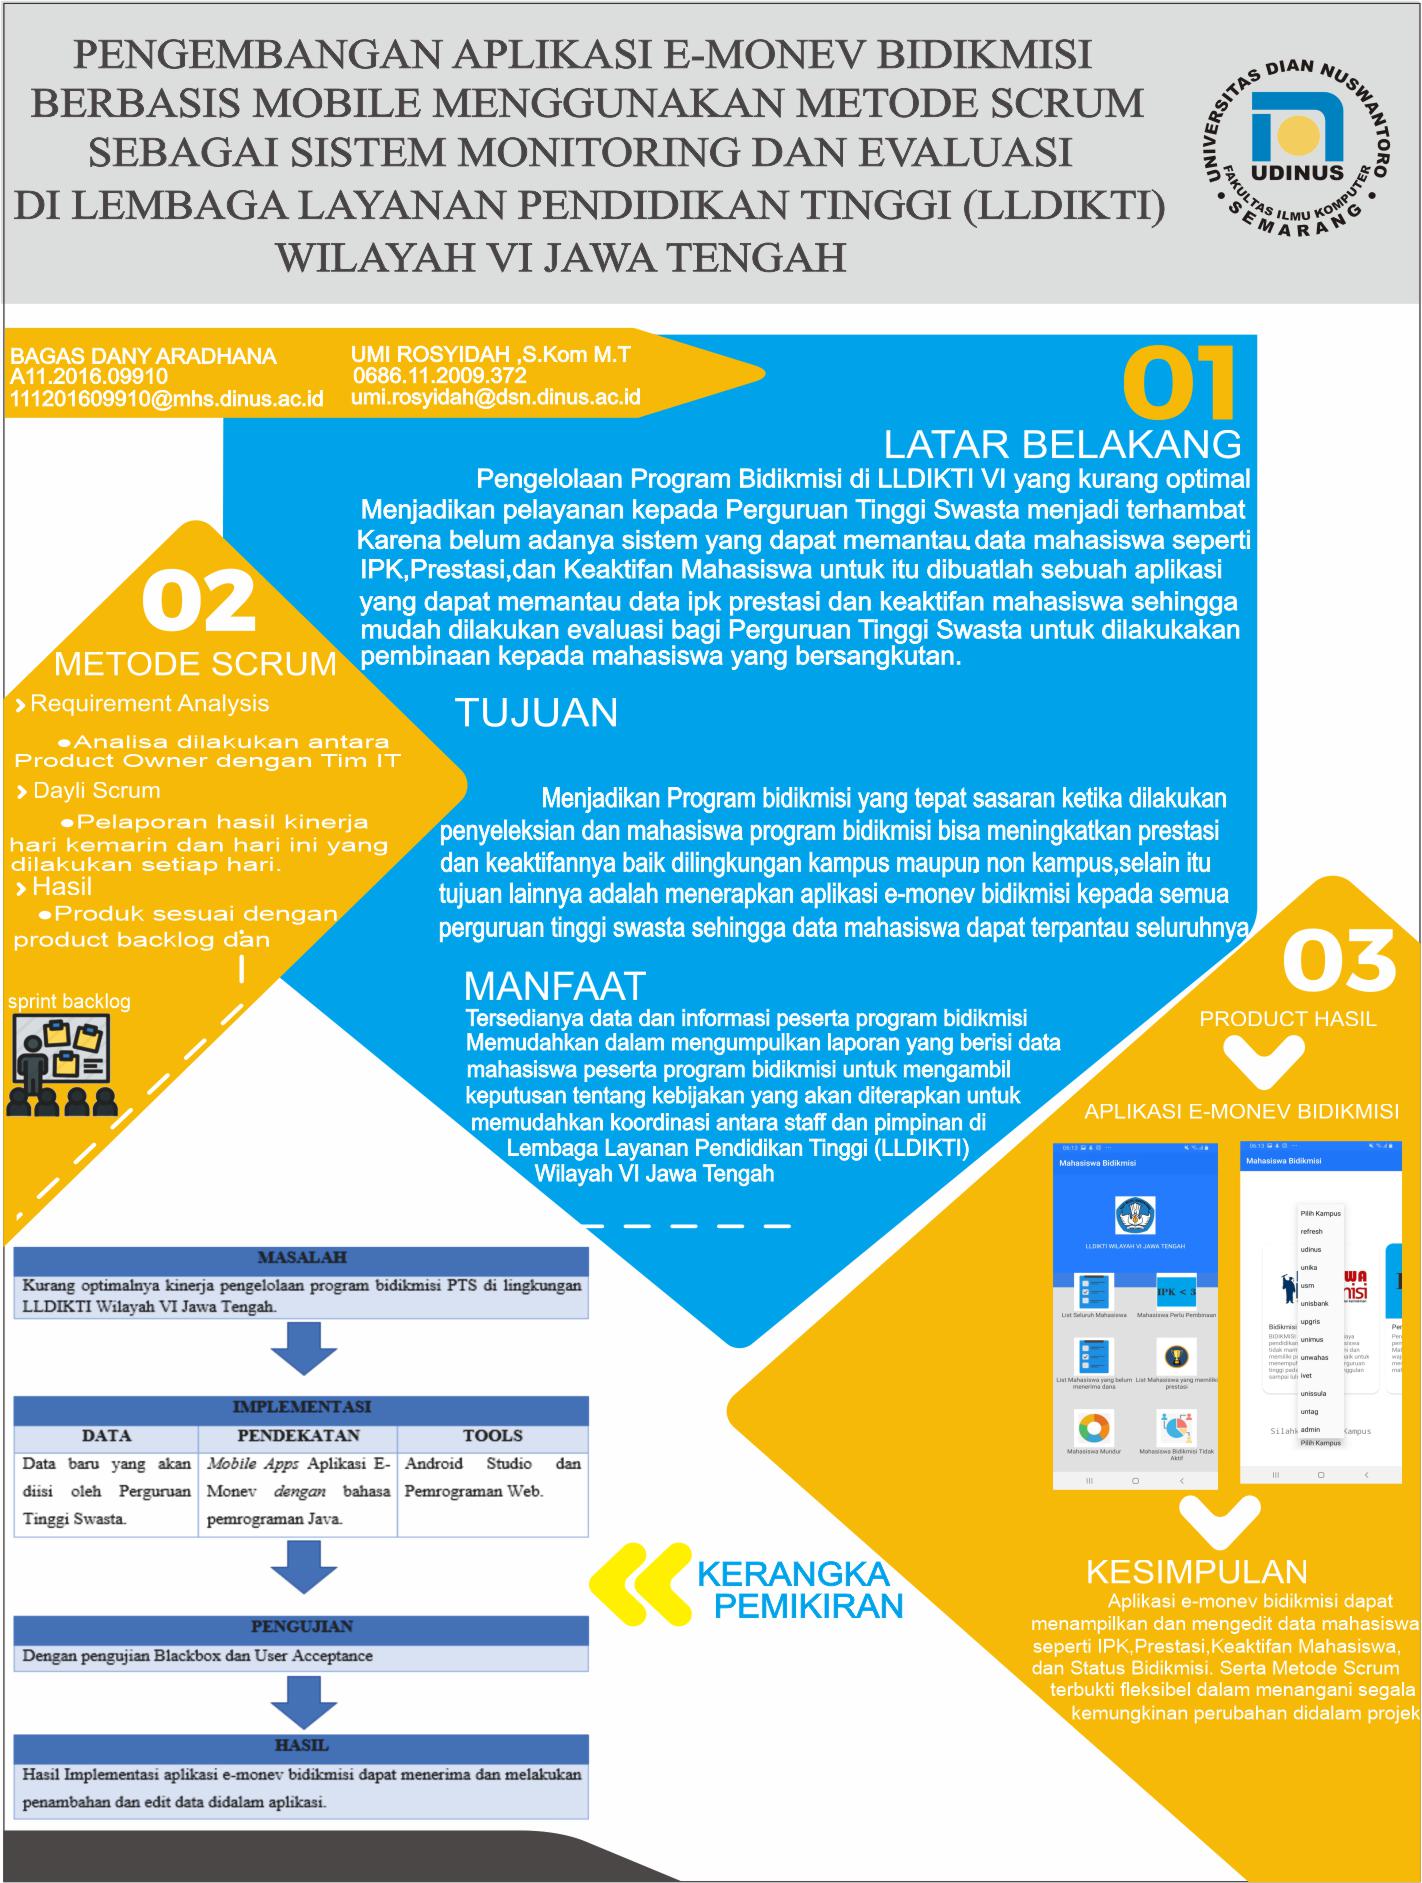 PENGEMBANGAN APLIKASI E-MONEV BIDIKMISI
BERBASIS MOBILE MENGGUNAKAN METODE SCRUM
SEBAGAI SISTEM MONITORING DAN EVALUASI
DI LEMBAGA LAYANAN PENDIDIKAN TINGGI (LLDIKTI)
WILAYAH VI JAWA TENGAH
UNIVERSITAS DIAN NUSWANTORO
UDINUS
FAKULTAS ILMU KOMPUTER
• SEMARANG •
BAGAS DANY ARADHANA
A11.2016.09910
111201609910@mhs.dinus.ac.id
UMI ROSYIDAH ,S.Kom M.T
0686.11.2009.372
umi.rosyidah@dsn.dinus.ac.id
01
LATAR BELAKANG
Pengelolaan Program Bidikmisi di LLDIKTI VI yang kurang optimal
Menjadikan pelayanan kepada Perguruan Tinggi Swasta menjadi terhambat
Karena belum adanya sistem yang dapat memantau. data mahasiswa seperti
IPK,Prestasi,dan Keaktifan Mahasiswa untuk itu dibuatlah sebuah aplikasi
yang dapat memantau data ipk prestasi dan keaktifan mahasiswa sehingga
mudah dilakukan evaluasi bagi Perguruan Tinggi Swasta untuk dilakukakan
pembinaan kepada mahasiswa yang bersangkutan.
TUJUAN
Menjadikan Program bidikmisi yang tepat sasaran ketika dilakukan
penyeleksian dan mahasiswa program bidikmisi bisa meningkatkan prestasi
dan keaktifannya baik dilingkungan kampus maupun. non kampus,selain itu
tujuan lainnya adalah menerapkan aplikasi e-monev bidikmisi kepada semua
perguruan tinggi swasta sehingga data mahasiswa dapat terpantau seluruhnya
MANFAAT
Tersedianya data dan informasi peserta program bidikmisi
Memudahkan dalam mengumpulkan laporan yang berisi data
mahasiswa peserta program bidikmisi untuk mengambil
keputusan tentang kebijakan yang akan diterapkan untuk
memudahkan koordinasi antara staff dan pimpinan di
Lembaga Layanan Pendidikan Tinggi (LLDIKTI)
Wilayah VI Jawa Tengah
02
METODE SCRUM
Requirement Analysis
•Analisa dilakukan antara
Product Owner dengan Tim IT
Dayli Scrum
•Pelaporan hasil kinerja
hari kemarin dan hari ini yang
dilakukan setiap hari.
Hasil
•Produk sesuai dengan
product backlog dan
sprint backlog
03
PRODUCT HASIL
APLIKASI E-MONEV BIDIKMISI
06:13
Mahasiswa Bidikmisi
LLDIKTI WILAYAH VI JAWA TENGAH
IPK < 3
List Seluruh Mahasiswa
Mahasiswa Perlu Pembinaan
List Mahasiswa yang belum
menerima dana
List Mahasiswa yang memiliki
prestasi
Mahasiswa Mundur
Mahasiswa Bidikmisi Tidak
Aktif
06:13
Mahasiswa Bidikmisi
Pilih Kampus
refresh
udinus
unika
usm
unisbank
upgris
unimus
unwahas
ivet
unissula
untag
admin
Pilih Kampus
KESIMPULAN
Aplikasi e-monev bidikmisi dapat
menampilkan dan mengedit data mahasiswa
seperti IPK,Prestasi,Keaktifan Mahasiswa,
dan Status Bidikmisi. Serta Metode Scrum
terbukti fleksibel dalam menangani segala
kemungkinan perubahan didalam projek
KERANGKA
PEMIKIRAN
MASALAH
Kurang optimalnya kinerja pengelolaan program bidikmisi PTS di lingkungan
LLDIKTI Wilayah VI Jawa Tengah.
IMPLEMENTASI
DATA
Data baru yang akan
diisi oleh Perguruan
Tinggi Swasta.
PENDEKATAN
Mobile Apps Aplikasi E-
Monev dengan bahasa
pemrograman Java.
TOOLS
Android Studio dan
Pemrograman Web.
PENGUJIAN
Dengan pengujian Blackbox dan User Acceptance
HASIL
Hasil Implementasi aplikasi e-monev bidikmisi dapat menerima dan melakukan
penambahan dan edit data didalam aplikasi.